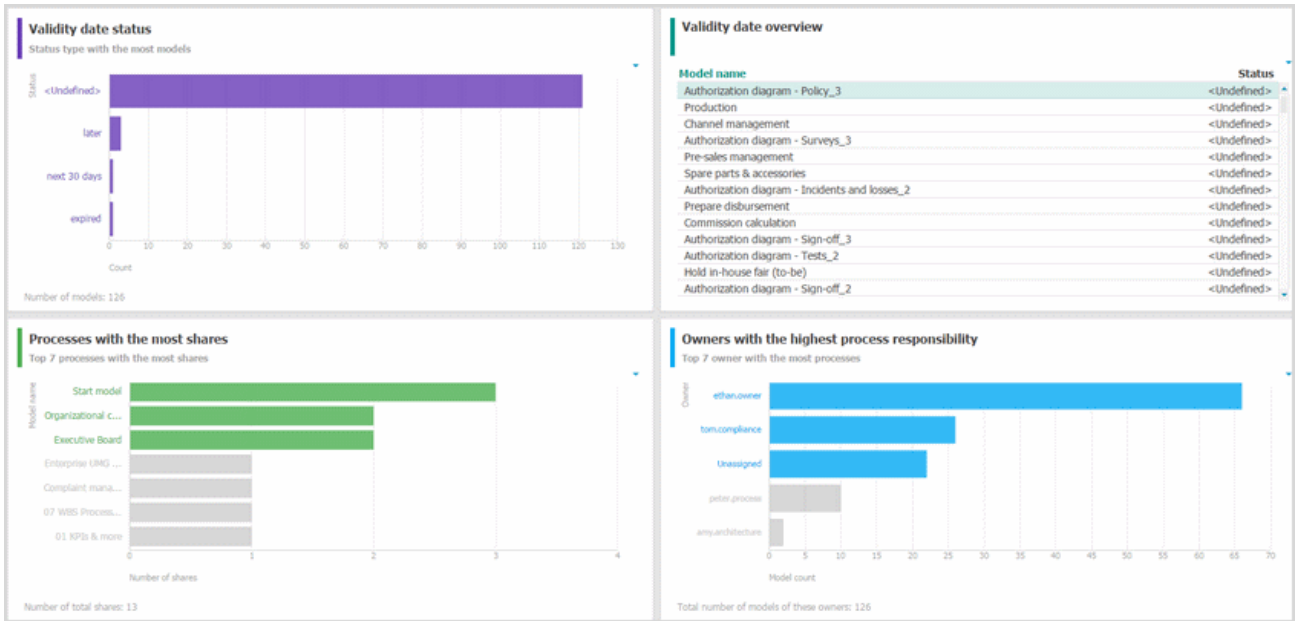 Validity date status
Status type with the most models
Status
<Undefined>
later
next 30 days
expired
0 10 20 30 40 50 60 70 80 90 100 110 120 130
Count
Number of models: 126
Validity date overview
Model name Status
Authorization diagram - Policy_3 <Undefined>
Production <Undefined>
Channel management <Undefined>
Authorization diagram - Surveys_3 <Undefined>
Pre-sales management <Undefined>
Spare parts & accessories <Undefined>
Authorization diagram - Incidents and losses_2 <Undefined>
Prepare disbursement <Undefined>
Commission calculation <Undefined>
Authorization diagram - Sign-off_3 <Undefined>
Authorization diagram - Tests_2 <Undefined>
Hold in-house fair (to-be) <Undefined>
Authorization diagram - Sign-off_2 <Undefined>
Processes with the most shares
Top 7 processes with the most shares
Model name
Start model
Organizational c...
Executive Board
Enterprise UMG ...
Complaint mana...
07 WBS Process...
01 KPIs & more
0 1 2 3 4
Number of shares
Number of total shares: 13
Owners with the highest process responsibility
Top 7 owner with the most processes
Owner
ethan.owner
tom.compliance
Unassigned
peter.process
amy.architecture
0 5 10 15 20 25 30 35 40 45 50 55 60 65 70
Model count
Total number of models of these owners: 126